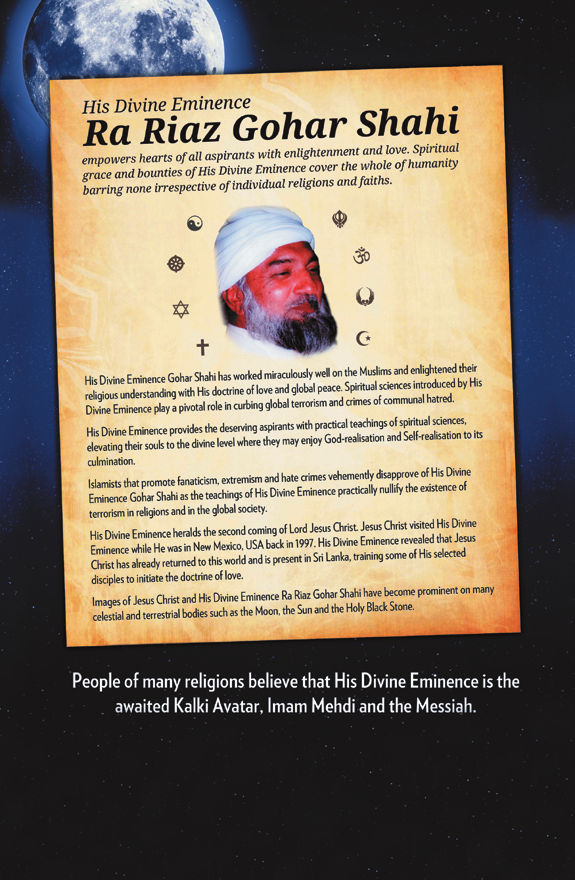 His Divine Eminence
Ra Riaz Gohar Shahi
empowers hearts of all aspirants with enlightenment and love. Spiritual
grace and bounties of His Divine Eminence cover the whole of humanity
barring none irrespective of individual religions and faiths.
His Divine Eminence Gohar Shahi has worked miraculously well on the Muslims and enlightened their
religious understanding with His doctrine of love and global peace. Spiritual sciences introduced by His
Divine Eminence play a pivotal role in curbing global terrorism and crimes of communal hatred.
His Divine Eminence provides the deserving aspirants with practical teachings of spiritual sciences,
elevating their souls to the divine level where they may enjoy God-realisation and Self-realisation to its
culmination.
Islamists that promote fanaticism, extremism and hate crimes vehemently disapprove of His Divine
Eminence Gohar Shahi as the teachings of His Divine Eminence practically nullify the existence of
terrorism in religions and in the global society.
His Divine Eminence heralds the second coming of Lord Jesus Christ. Jesus Christ visited His Divine
Eminence while He was in New Mexico, USA back in 1997. His Divine Eminence revealed that Jesus
Christ has already returned to this world and is present in Sri Lanka, training some of His selected
disciples to initiate the doctrine of love.
Images of Jesus Christ and His Divine Eminence Ra Riaz Gohar Shahi have become prominent on many
celestial and terrestrial bodies such as the Moon, the Sun and the Holy Black Stone.
People of many religions believe that His Divine Eminence is the
awaited Kalki Avatar, Imam Mehdi and the Messiah.